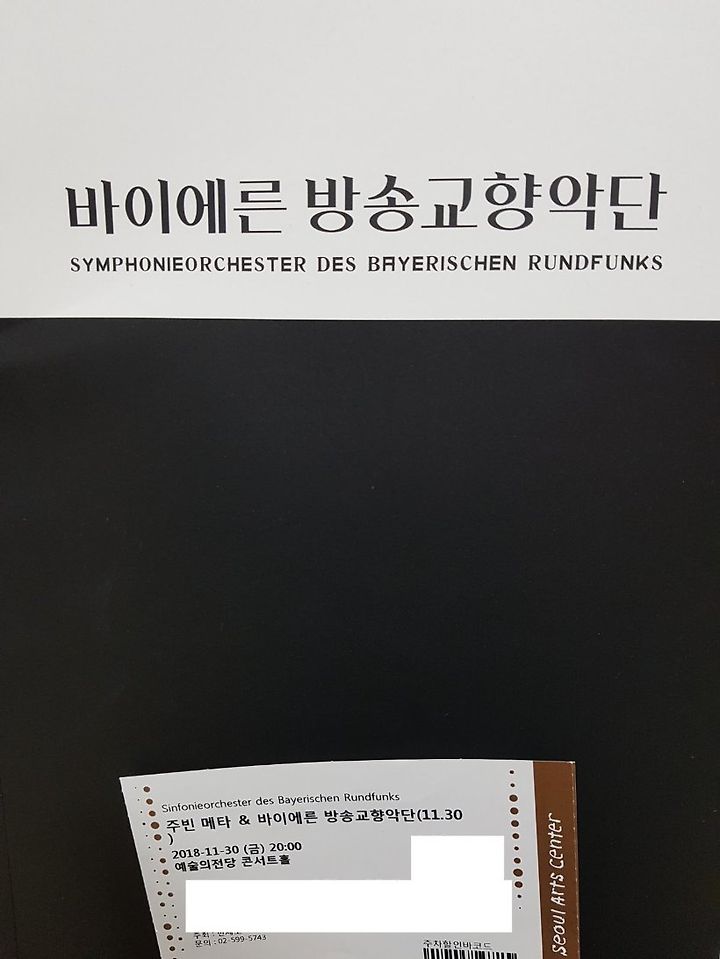 바이에른 방송교향악단
SYMPHONIEORCHESTER DES BAYERISCHEN RUNDFUNKS
Sinfonieorchester des Bayerischen Rundfunks
주빈 메타 & 바이에른 방송교향악단(11.30
)
2018-11-30 (금) 20:00
예술의전당 콘서트홀
주최 :
문의 : 02-599-5743
주차할인바코드
Seoul Arts Center